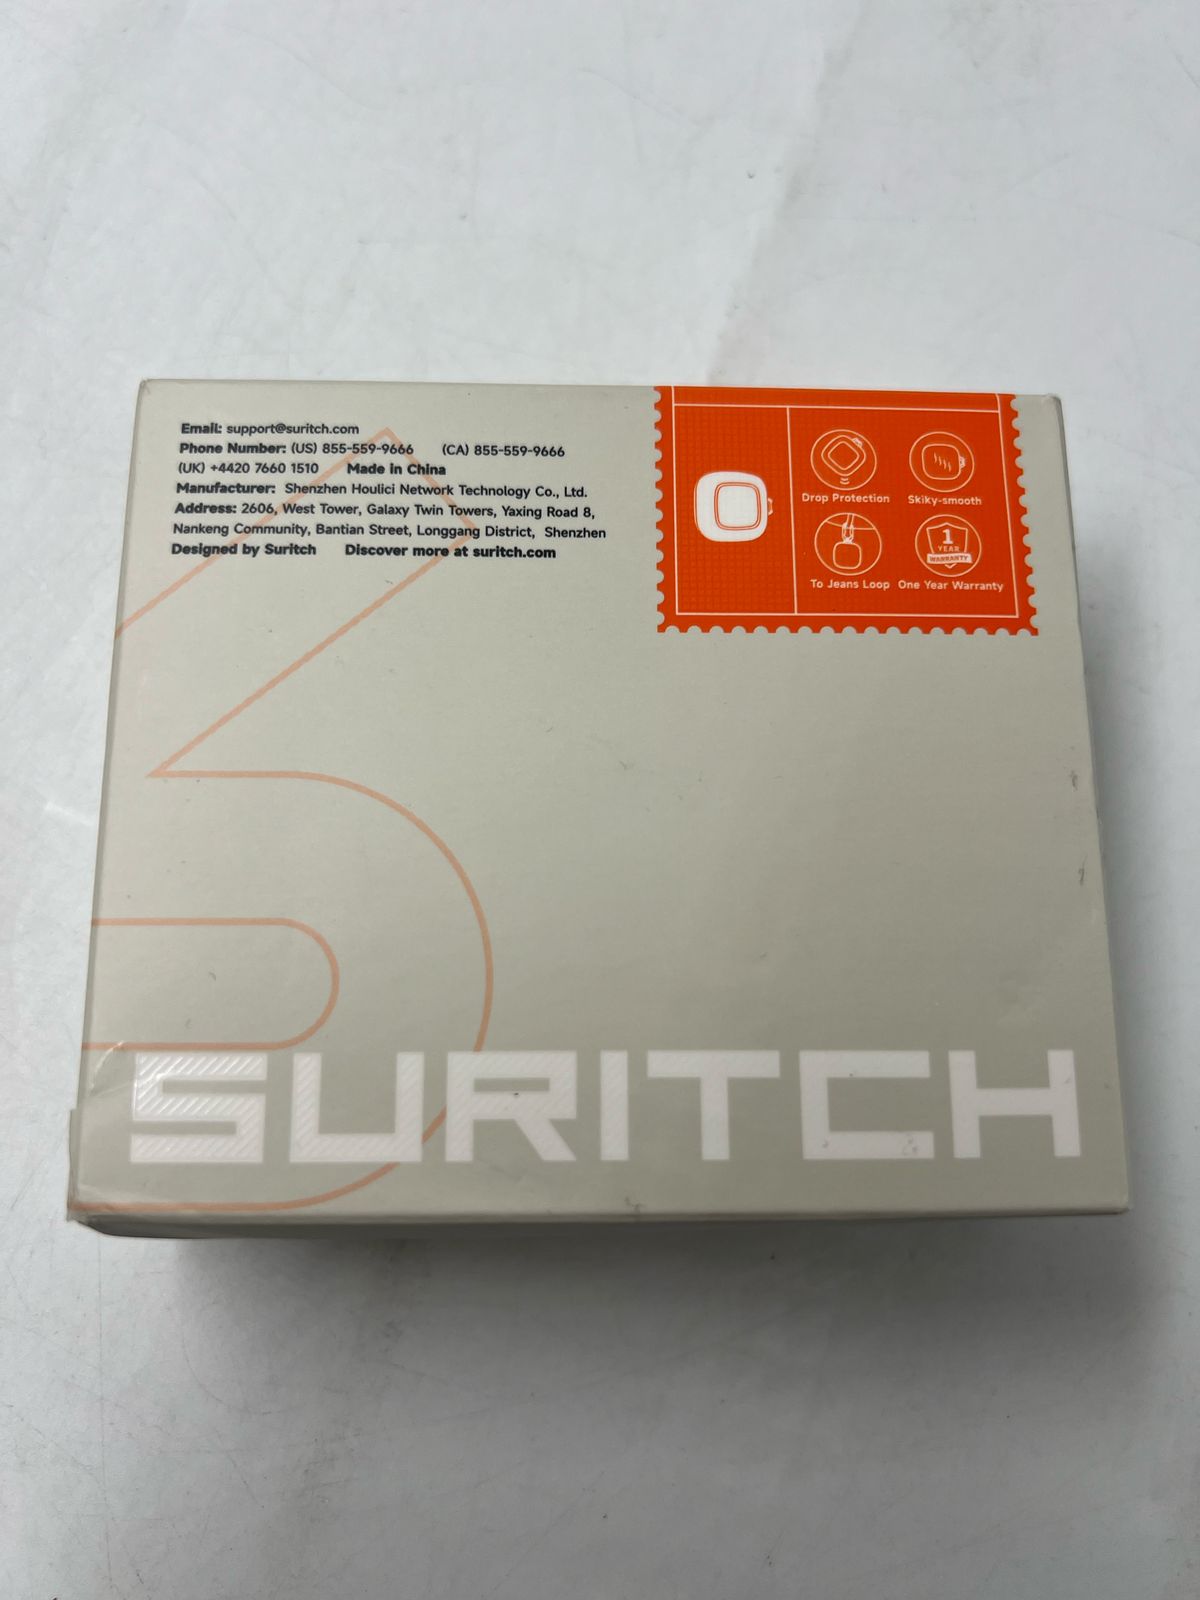 Email: support@suritch.com
Phone Number: (US) 855-559-9666 (CA) 855-559-9666
(UK) +4420 7660 1510 Made in China
Manufacturer: Shenzhen Houlici Network Technology Co., Ltd.
Address: 2606, West Tower, Galaxy Twin Towers, Yaxing Road 8,
Nankeng Community, Bantian Street, Longgang District, Shenzhen
Designed by Suritch Discover more at suritch.com
Drop Protection Skiky-smooth
1
YEAR
WARRANTY
To Jeans Loop One Year Warranty
SURITCH